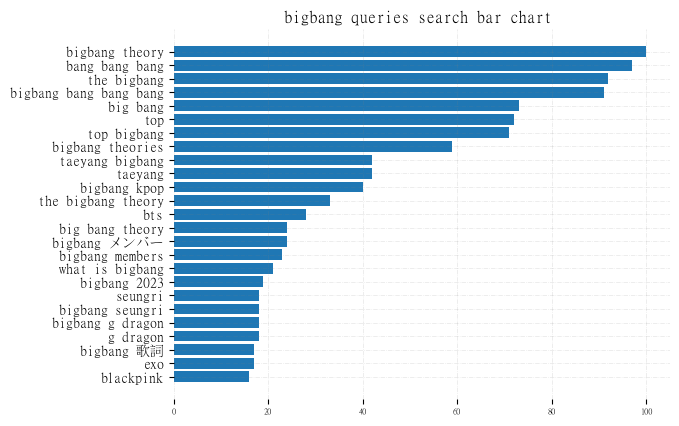 bigbang queries search bar chart
bigbang theory
bang bang bang
the bigbang
bigbang bang bang bang
big bang
top
top bigbang
bigbang theories
taeyang bigbang
taeyang
bigbang kpop
the bigbang theory
bts
big bang theory
bigbang メンバー
bigbang members
what is bigbang
bigbang 2023
seungri
bigbang seungri
bigbang g dragon
g dragon
bigbang 歌詞
exo
blackpink
0 20 40 60 80 100